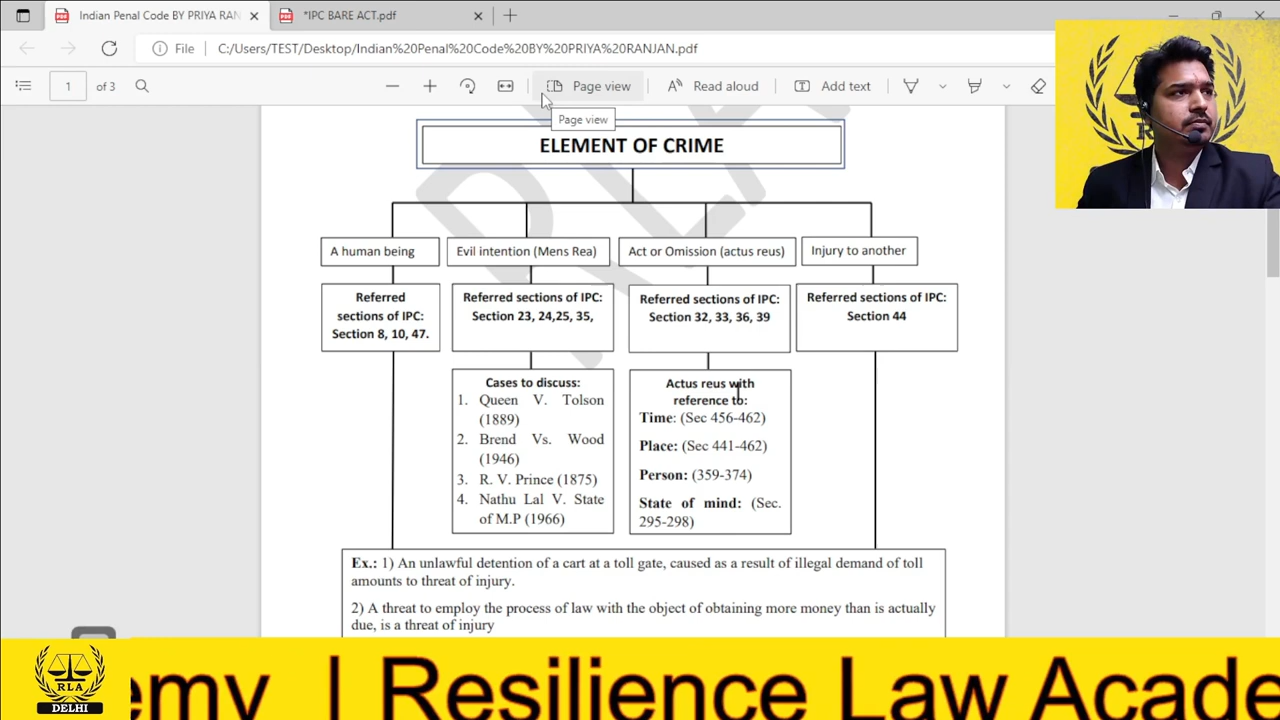 Indian Penal Code BY PRIYA RAN
*IPC BARE ACT.pdf
File
C:/Users/TEST/Desktop/Indian%20Penal%20Code%20BY%20PRIYA%20RANJAN.pdf
1 of 3
Page view
Read aloud
Add text
Page view
RLA
ELEMENT OF CRIME
A human being
Evil intention (Mens Rea)
Act or Omission (actus reus)
Injury to another
Referred
sections of IPC:
Section 8, 10, 47.
Referred sections of IPC:
Section 23, 24,25, 35,
Referred sections of IPC:
Section 32, 33, 36, 39
Referred sections of IPC:
Section 44
Cases to discuss:
1. Queen V. Tolson
(1889)
2. Brend Vs. Wood
(1946)
3. R. V. Prince (1875)
4. Nathu Lal V. State
of M.P (1966)
Actus reus with
reference to:
Time: (Sec 456-462)
Place: (Sec 441-462)
Person: (359-374)
State of mind: (Sec.
295-298)
Ex.: 1) An unlawful detention of a cart at a toll gate, caused as a result of illegal demand of toll
amounts to threat of injury.
2) A threat to employ the process of law with the object of obtaining more money than is actually
due, is a threat of injury
RLA
DELHI
emy | Resilience Law Acade